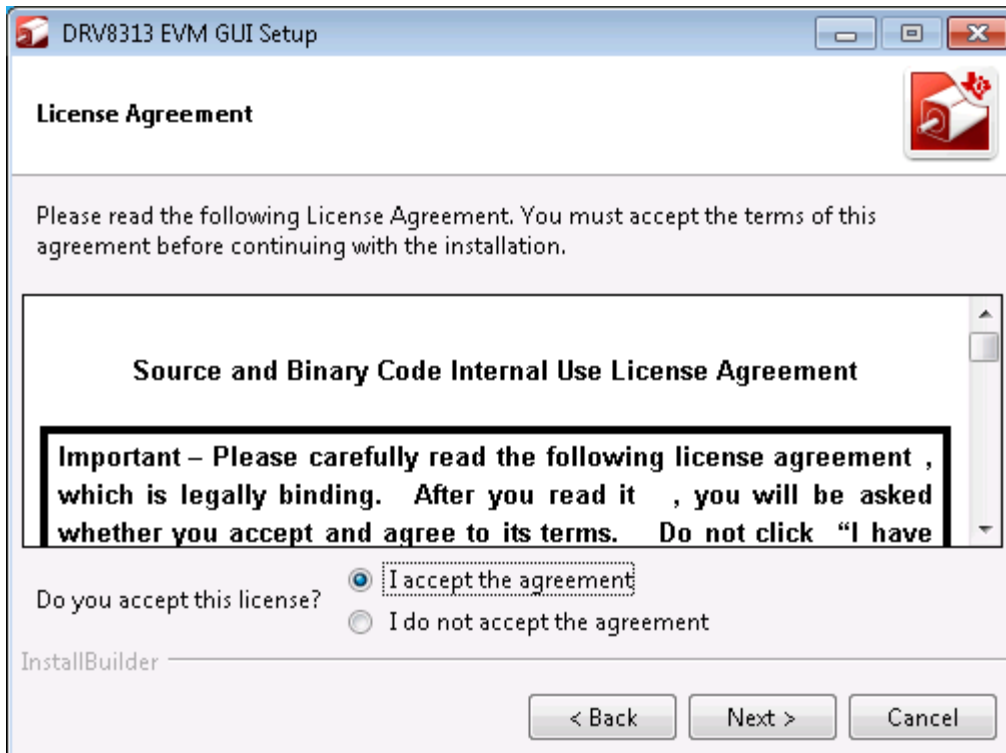 DRV8313 EVM GUI Setup
License Agreement
Please read the following License Agreement. You must accept the terms of this
agreement before continuing with the installation.
Source and Binary Code Internal Use License Agreement
Important – Please carefully read the following license agreement ,
which is legally binding. After you read it , you will be asked
whether you accept and agree to its terms. Do not click “I have
Do you accept this license?
I accept the agreement
I do not accept the agreement
InstallBuilder
< Back
Next >
Cancel